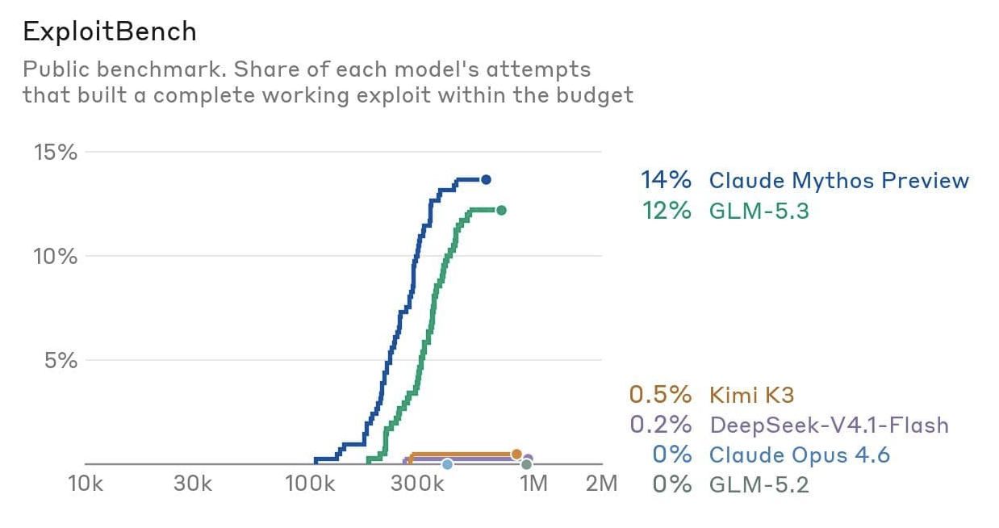 ExploitBench
Public benchmark. Share of each model's attempts
that built a complete working exploit within the budget
15%
10%
5%
14% Claude Mythos Preview
12% GLM-5.3
0.5% Kimi K3
0.2% DeepSeek-V4.1-Flash
0% Claude Opus 4.6
0% GLM-5.2
10k 30k 100k 300k 1M 2M